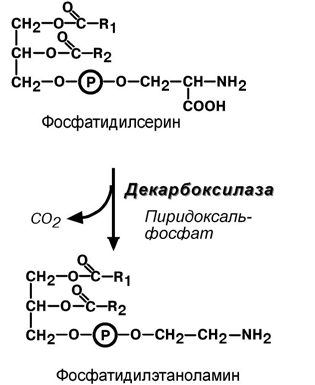 O
CH₂–O–C–R₁
O
CH–O–C–R₂
CH₂–O–P–O–CH₂–CH–NH₂
COOH
Фосфатидилсерин
Декарбоксилаза
CO₂
Пиридоксаль-
фосфат
O
CH₂–O–C–R₁
O
CH–O–C–R₂
CH₂–O–P–O–CH₂–CH₂–NH₂
Фосфатидилэтаноламин